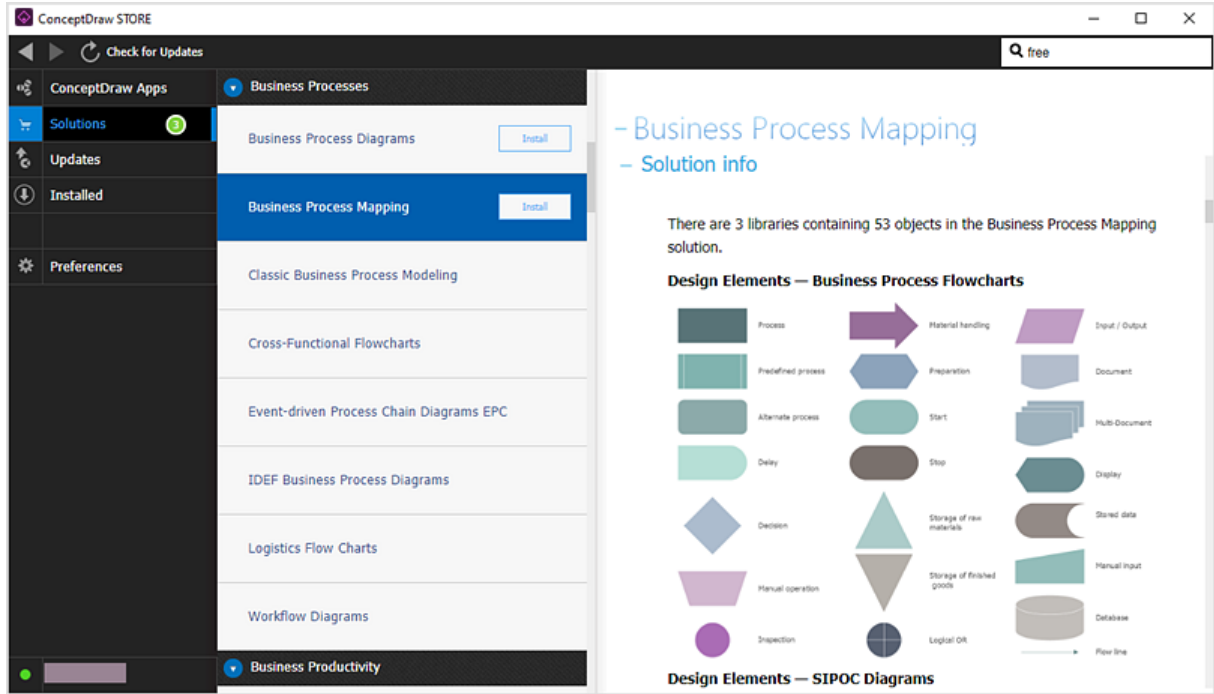 ConceptDraw STORE
Check for Updates
free
ConceptDraw Apps
Solutions
3
Updates
Installed
Preferences
Business Processes
Business Process Diagrams
Install
Business Process Mapping
Install
Classic Business Process Modeling
Cross-Functional Flowcharts
Event-driven Process Chain Diagrams EPC
IDEF Business Process Diagrams
Logistics Flow Charts
Workflow Diagrams
Business Productivity
– Business Process Mapping
– Solution info
There are 3 libraries containing 53 objects in the Business Process Mapping
solution.
Design Elements — Business Process Flowcharts
Process
Material handling
Input / Output
Predefined process
Preparation
Document
Alternate process
Start
Multi-Document
Delay
Stop
Display
Decision
Storage of raw
materials
Stored data
Manual operation
Storage of finished
goods
Manual input
Inspection
Logical OR
Database
Flow line
Design Elements — SIPOC Diagrams